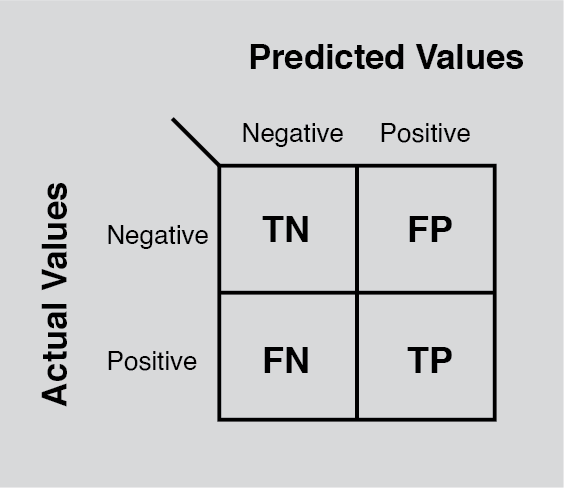 Predicted Values
Negative Positive
Actual Values
Negative TN FP
Positive FN TP